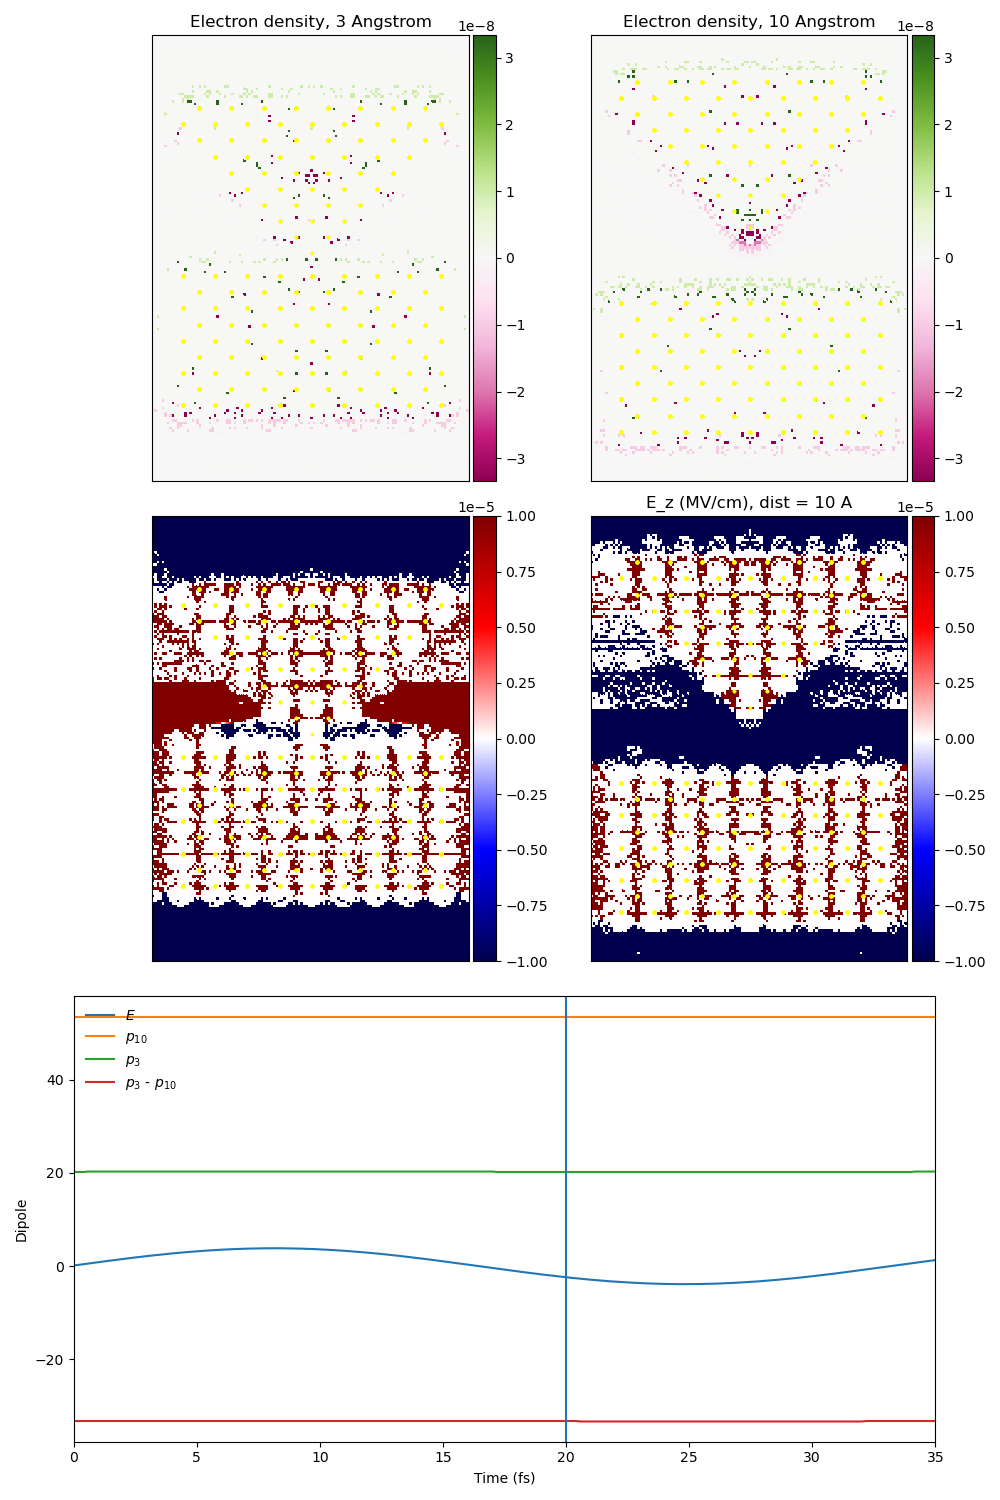 Electron density, 3 Angstrom
1e−8
3
2
1
0
−1
−2
−3
Electron density, 10 Angstrom
1e−8
3
2
1
0
−1
−2
−3
1e−5
1.00
0.75
0.50
0.25
0.00
−0.25
−0.50
−0.75
−1.00
E_z (MV/cm), dist = 10 A
1e−5
1.00
0.75
0.50
0.25
0.00
−0.25
−0.50
−0.75
−1.00
E
p10
p3
p3 - p10
Dipole
40
20
0
−20
0 5 10 15 20 25 30 35
Time (fs)